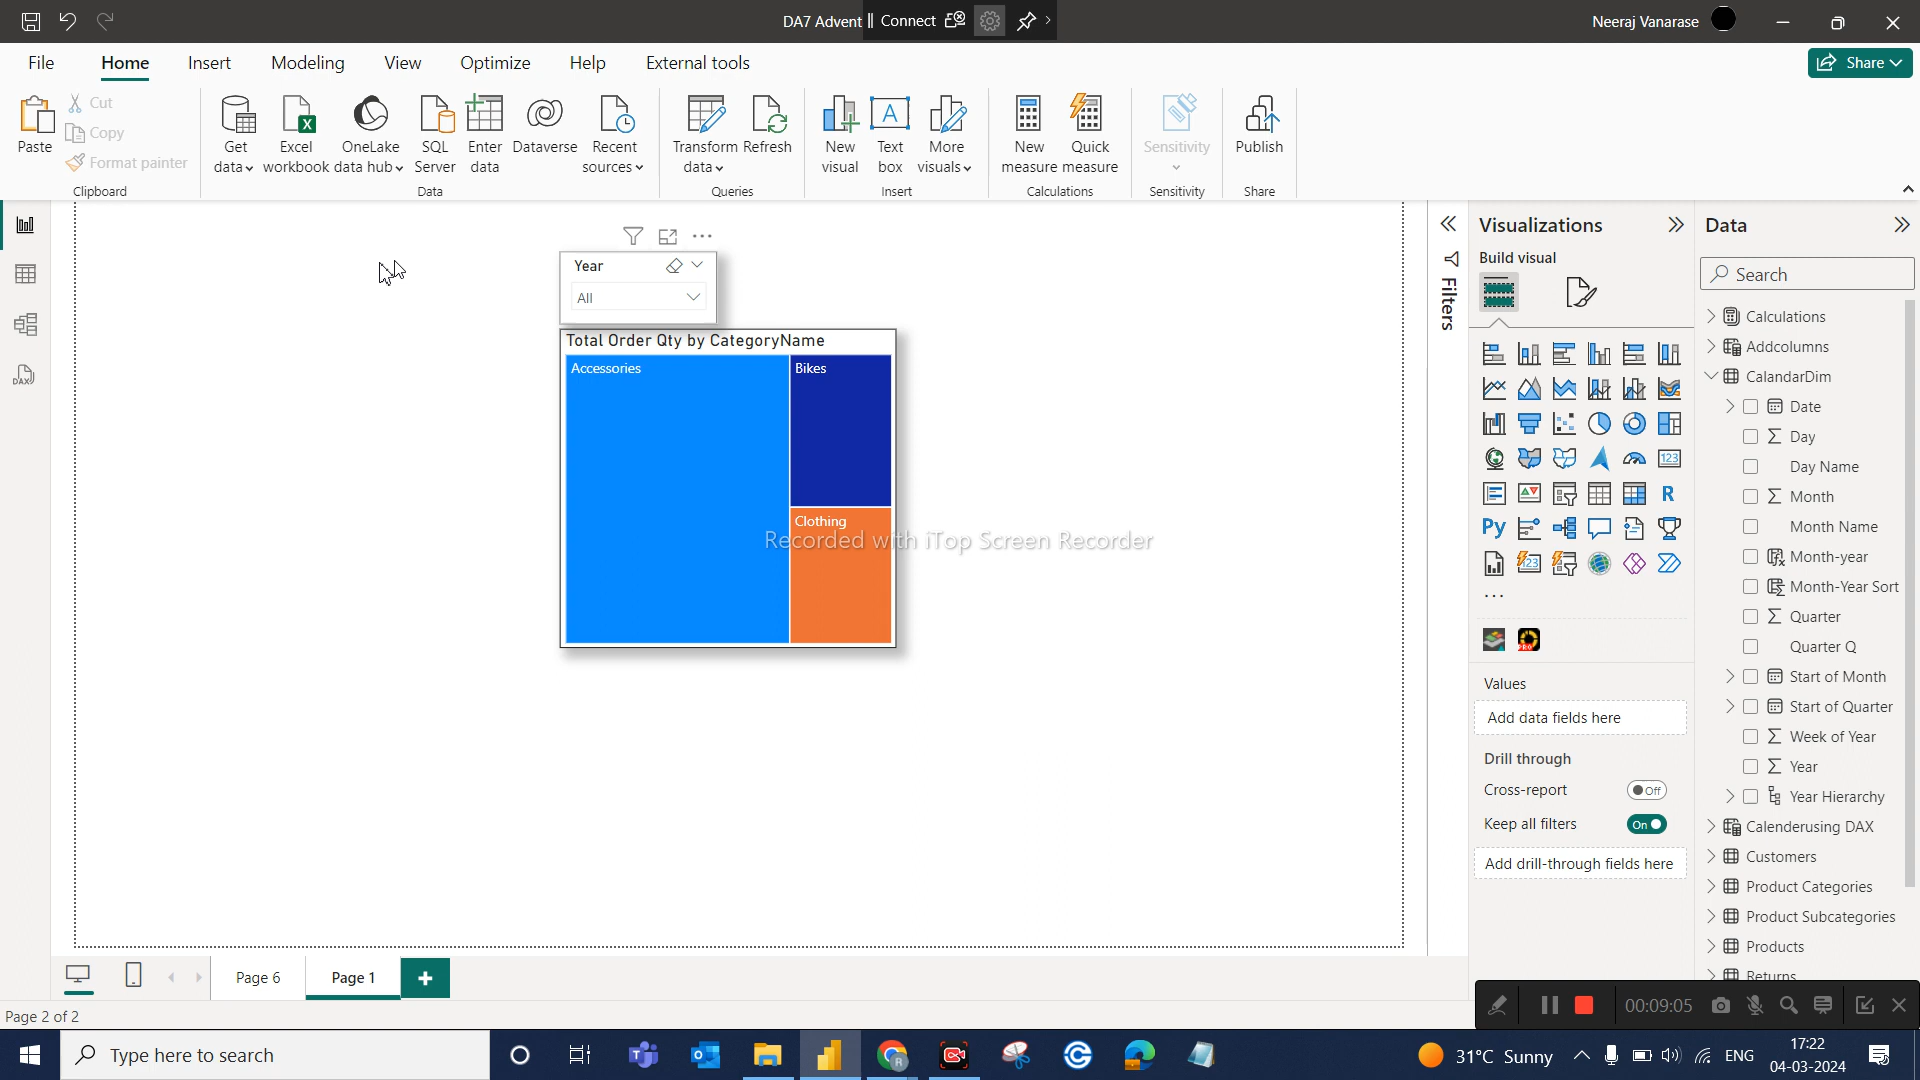 DA7 Advent
Connect
Neeraj Vanarase
File
Home
Insert
Modeling
View
Optimize
Help
External tools
Share
Paste
Cut
Copy
Format painter
Clipboard
Get data
Excel workbook
OneLake data hub
SQL Server
Enter data
Dataverse
Recent sources
Data
Transform data
Refresh
Queries
New visual
Text box
More visuals
Insert
New measure
Quick measure
Calculations
Sensitivity
Sensitivity
Publish
Share
Year
All
Total Order Qty by CategoryName
Accessories
Bikes
Clothing
Recorded with iTop Screen Recorder
Filters
Visualizations
Build visual
Values
Add data fields here
Drill through
Cross-report
Off
Keep all filters
On
Add drill-through fields here
Data
Search
Calculations
Addcolumns
CalandarDim
Date
Day
Day Name
Month
Month Name
Month-year
Month-Year Sort
Quarter
Quarter Q
Start of Month
Start of Quarter
Week of Year
Year
Year Hierarchy
Calenderusing DAX
Customers
Product Categories
Product Subcategories
Products
Returns
DAX
123
R
Py
123
PRO
Page 6
Page 1
Page 2 of 2
00:09:05
Type here to search
31°C Sunny
ENG
17:22
04-03-2024